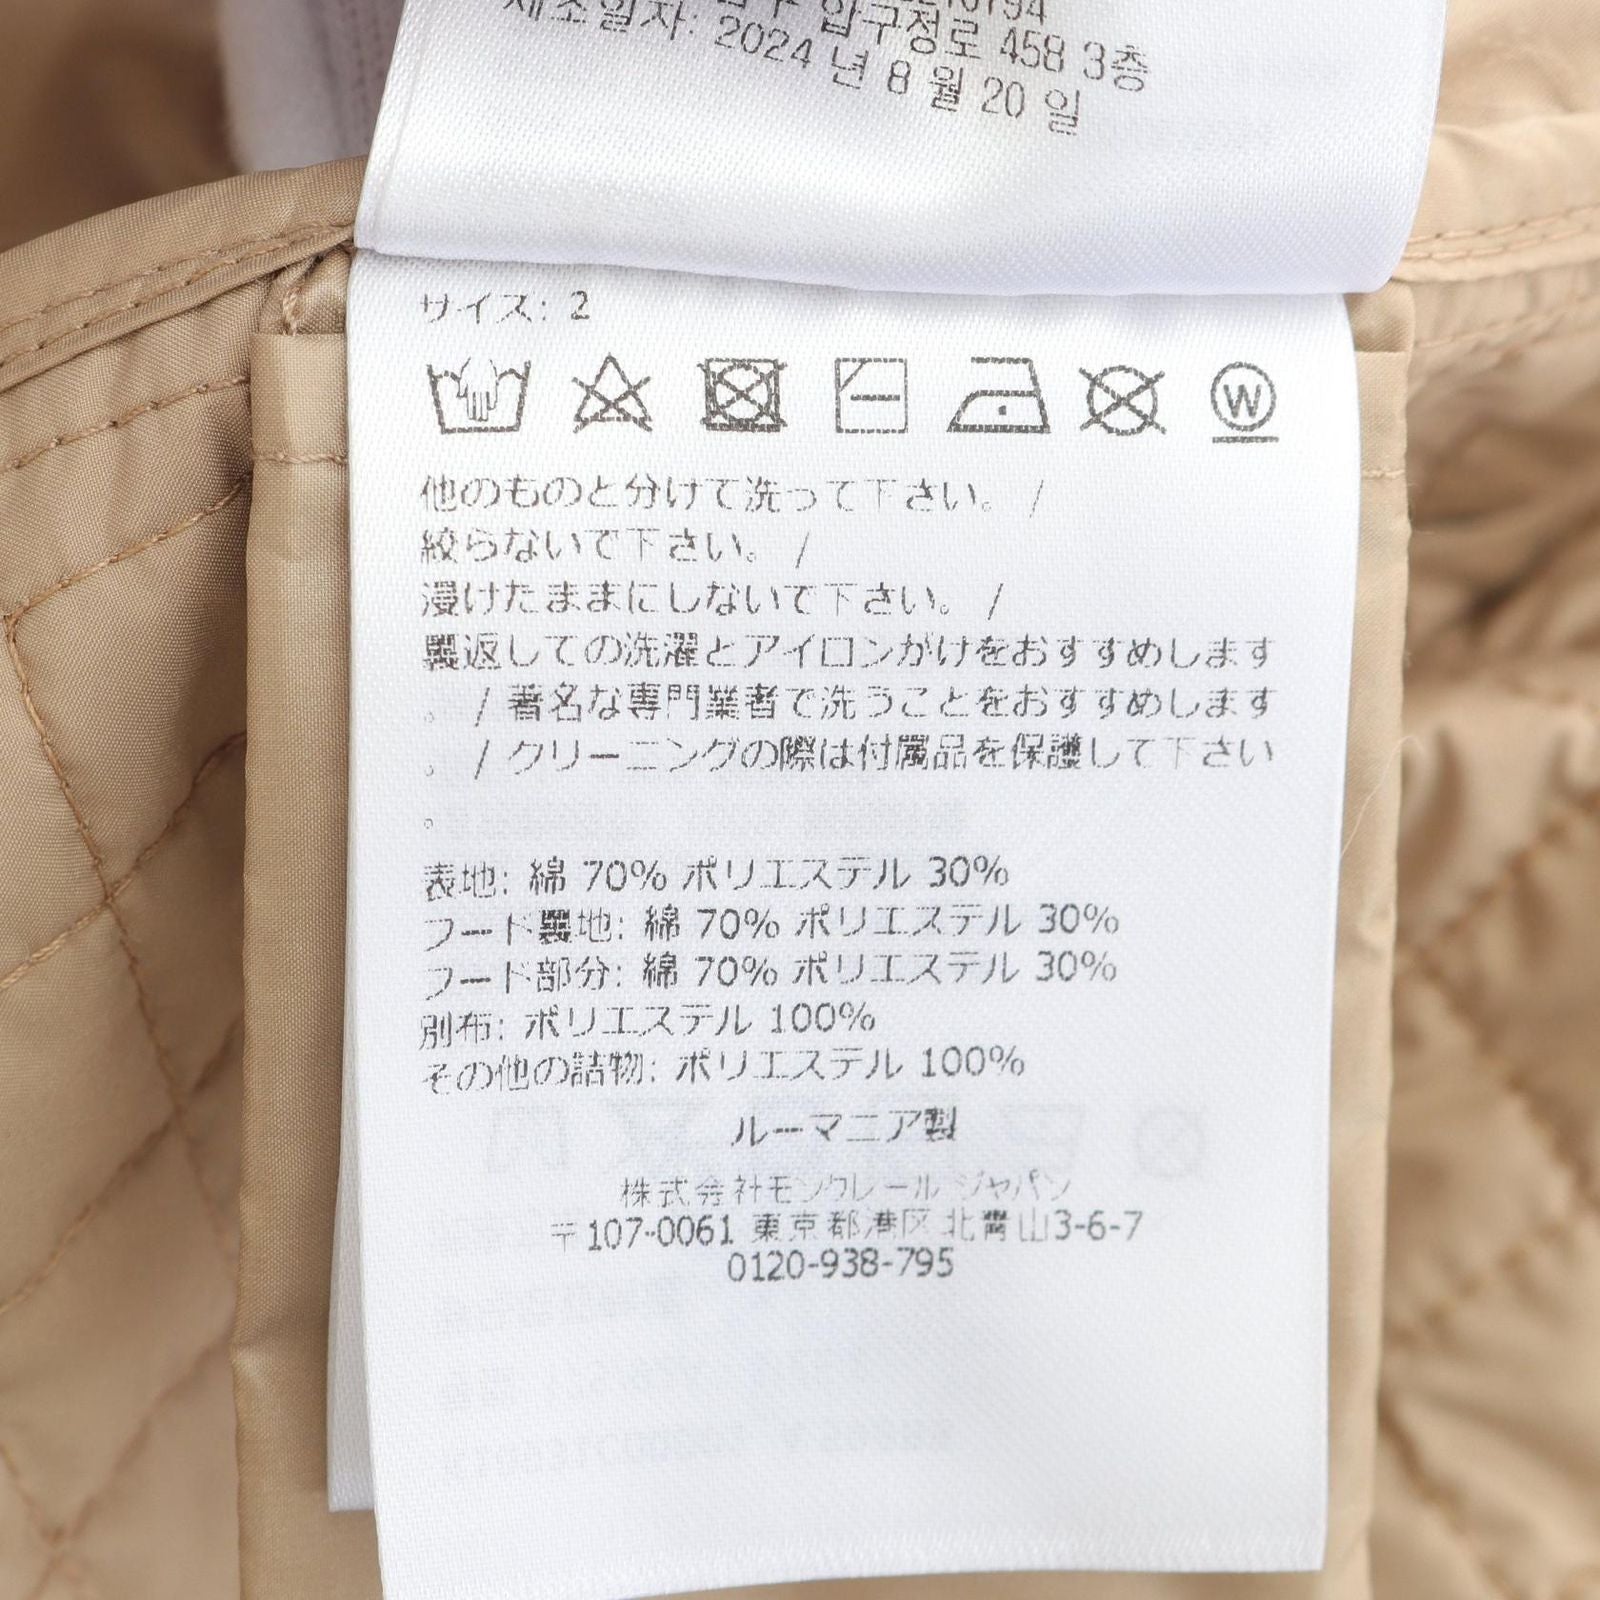 압구정로 458 3층
제조일자: 2024 년 8 월 20 일
サイズ: 2
W
他のものと分けて洗って下さい。 /
絞らないで下さい。 /
浸けたままにしないで下さい。 /
裏返しての洗濯とアイロンがけをおすすめします
。 / 著名な専門業者で洗うことをおすすめします
。 / クリーニングの際は付属品を保護して下さい
。
表地: 綿 70% ポリエステル 30%
フード裏地: 綿 70% ポリエステル 30%
フード部分: 綿 70% ポリエステル 30%
別布: ポリエステル 100%
その他の詰物: ポリエステル 100%
ルーマニア製
株式会社モンクレール ジャパン
〒107-0061 東京都港区北青山3-6-7
0120-938-795